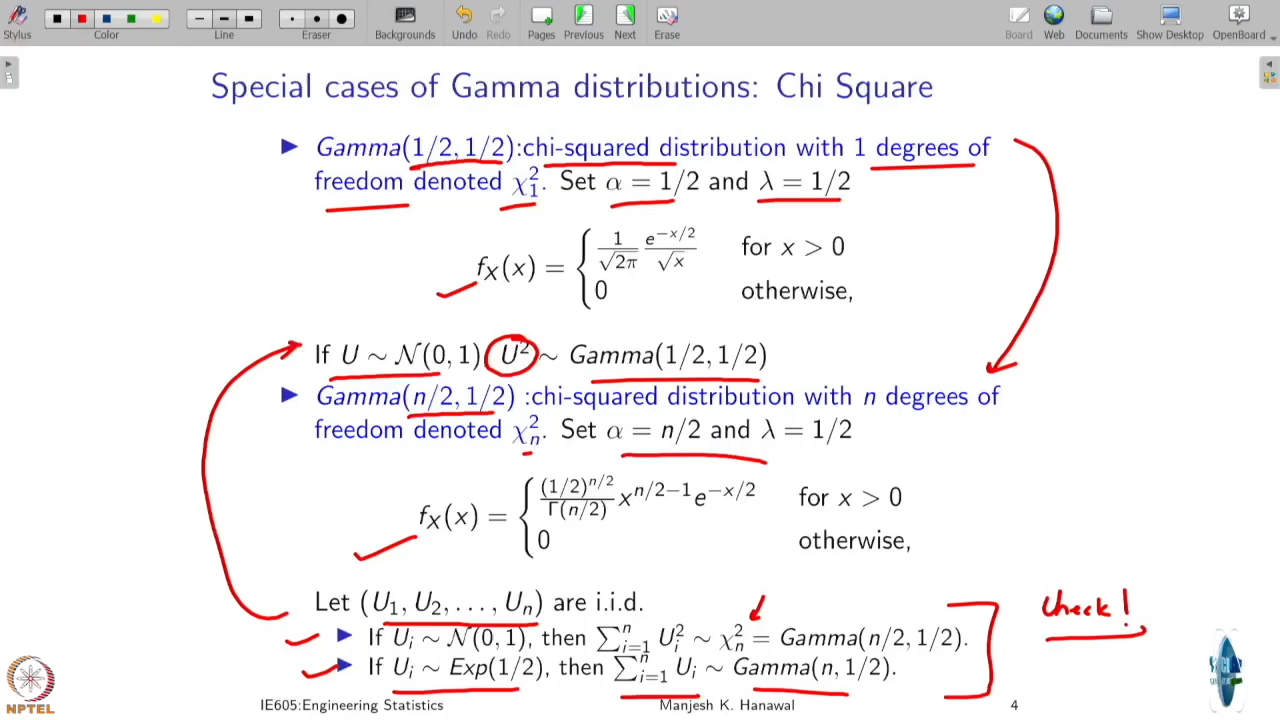 Stylus Color Line Eraser Backgrounds Undo Redo Pages Previous Next Erase Board Web Documents Show Desktop OpenBoard
Special cases of Gamma distributions: Chi Square
▶ Gamma(1/2, 1/2):chi-squared distribution with 1 degrees of
freedom denoted χ₁². Set α = 1/2 and λ = 1/2
f_X(x) = { 1/√2π e^{−x/2}/√x for x > 0
0 otherwise,
If U ∼ N(0, 1) U² ∼ Gamma(1/2, 1/2)
▶ Gamma(n/2, 1/2) :chi-squared distribution with n degrees of
freedom denoted χₙ². Set α = n/2 and λ = 1/2
f_X(x) = { (1/2)^{n/2}/Γ(n/2) x^{n/2−1}e^{−x/2} for x > 0
0 otherwise,
Let (U₁, U₂, . . . , Uₙ) are i.i.d.
check!
▶ If Uᵢ ∼ N(0, 1), then ∑ⁿᵢ₌₁ Uᵢ² ∼ χₙ² = Gamma(n/2, 1/2).
▶ If Uᵢ ∼ Exp(1/2), then ∑ⁿᵢ₌₁ Uᵢ ∼ Gamma(n, 1/2).
NPTEL
IE605:Engineering Statistics Manjesh K. Hanawal 4